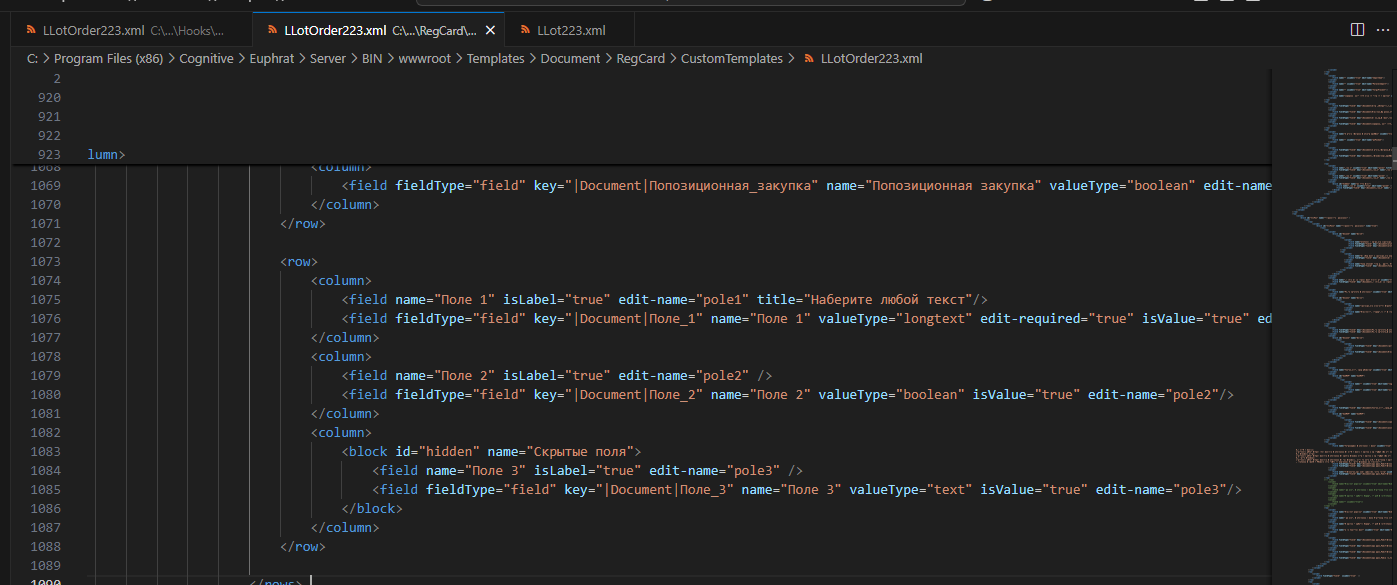 LLotOrder223.xml C:\...\Hooks\...
LLotOrder223.xml C:\...\RegCard\...
LLot223.xml
C: > Program Files (x86) > Cognitive > Euphrat > Server > BIN > wwwroot > Templates > Document > RegCard > CustomTemplates > LLotOrder223.xml
2
920
921
922
923 lumn>
1068 <column>
1069 <field fieldType="field" key="|Document|Попозиционная_закупка" name="Попозиционная закупка" valueType="boolean" edit-name
1070 </column>
1071 </row>
1072
1073 <row>
1074 <column>
1075 <field name="Поле 1" isLabel="true" edit-name="pole1" title="Наберите любой текст"/>
1076 <field fieldType="field" key="|Document|Поле_1" name="Поле 1" valueType="longtext" edit-required="true" isValue="true" ed
1077 </column>
1078 <column>
1079 <field name="Поле 2" isLabel="true" edit-name="pole2" />
1080 <field fieldType="field" key="|Document|Поле_2" name="Поле 2" valueType="boolean" isValue="true" edit-name="pole2"/>
1081 </column>
1082 <column>
1083 <block id="hidden" name="Скрытые поля">
1084 <field name="Поле 3" isLabel="true" edit-name="pole3" />
1085 <field fieldType="field" key="|Document|Поле_3" name="Поле 3" valueType="text" isValue="true" edit-name="pole3"/>
1086 </block>
1087 </column>
1088 </row>
1089
1090 </rows>